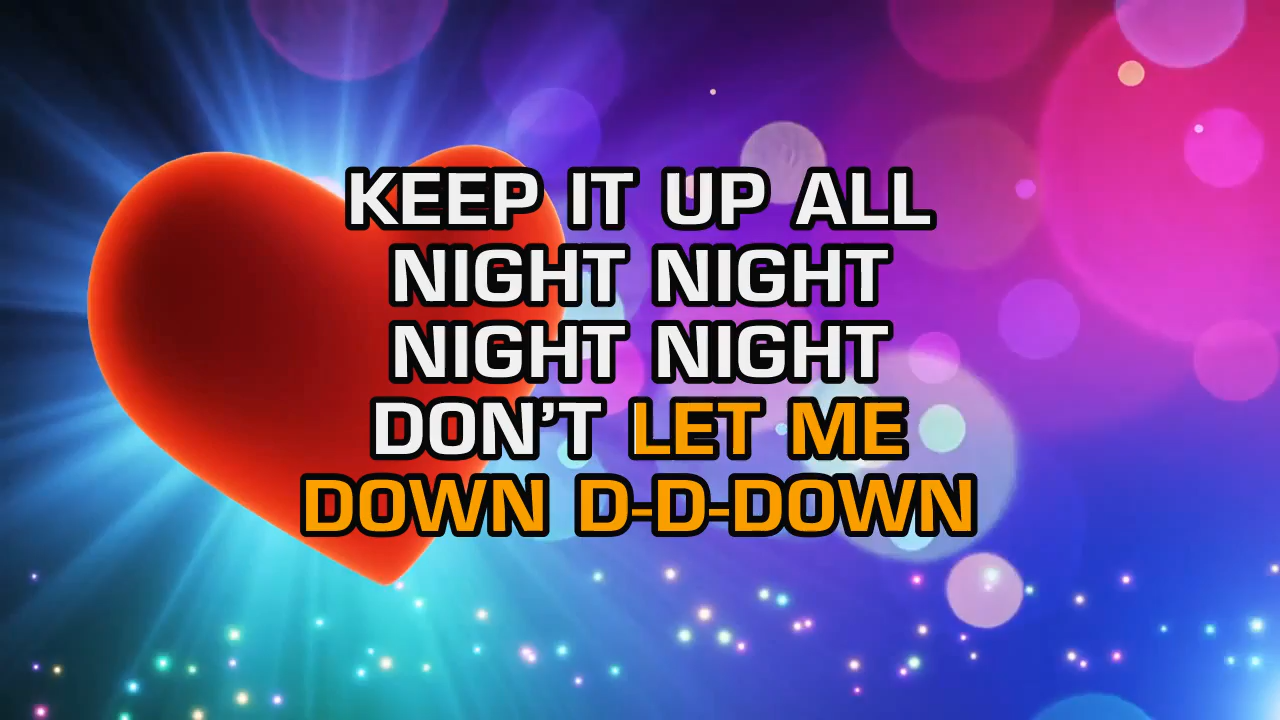 KEEP IT UP ALL
NIGHT NIGHT
NIGHT NIGHT
DON’T LET ME
DOWN D-D-DOWN